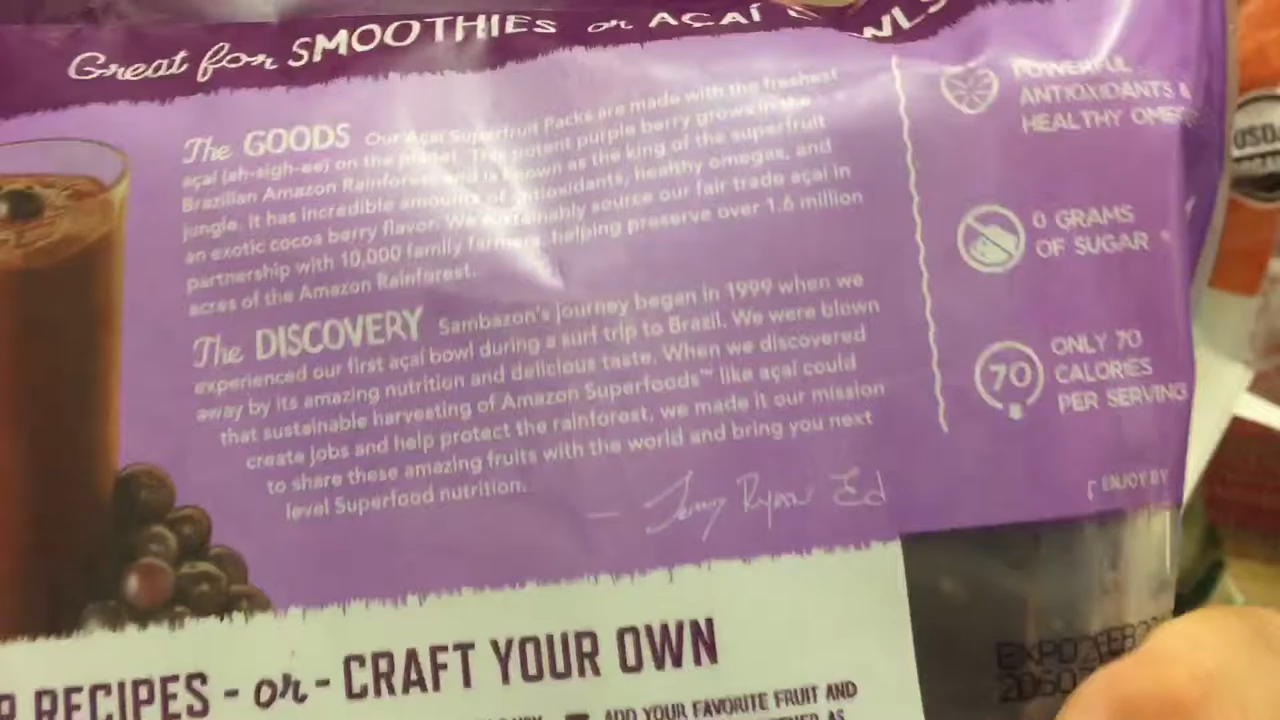 Great for SMOOTHIES or AÇAÍ
The GOODS Our Açaí Superfruit Packs are made with the freshest
açaí (ah-sigh-ee) on the planet. This potent purple berry grows in the
Brazilian Amazon Rainforest and is known as the king of the superfruit
jungle. It has incredible amounts of antioxidants, healthy omegas, and
an exotic cocoa berry flavor. We sustainably source our fair trade açaí in
partnership with 10,000 family farmers, helping preserve over 1.6 million
acres of the Amazon Rainforest.
The DISCOVERY Sambazon's journey began in 1999 when we
experienced our first açaí bowl during a surf trip to Brazil. We were blown
away by its amazing nutrition and delicious taste. When we discovered
that sustainable harvesting of Amazon Superfoods™ like açaí could
create jobs and help protect the rainforest, we made it our mission
to share these amazing fruits with the world and bring you next
level Superfood nutrition.
Ryan Ed
POWERFUL
ANTIOXIDANTS &
HEALTHY
0 GRAMS
OF SUGAR
70
ONLY 70
CALORIES
PER SERVING
ENJOY BY
USDA
RECIPES - or - CRAFT YOUR OWN
ADD YOUR FAVORITE FRUIT AND